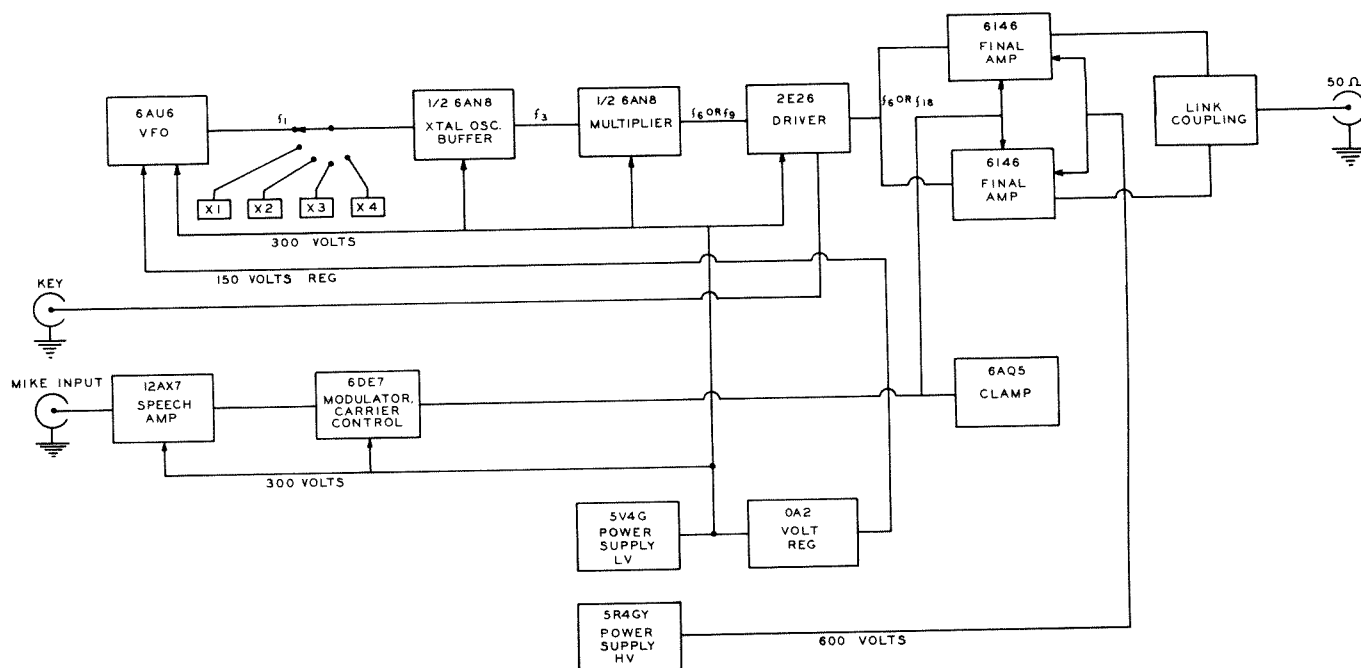 6146
FINAL
AMP
6AU6
VFO
f1
1/2 6AN8
XTAL OSC.
BUFFER
f3
1/2 6AN8
MULTIPLIER
f6 OR f9
2E26
DRIVER
f6 OR f18
LINK
COUPLING
50 Ω
6146
FINAL
AMP
X1
X2
X3
X4
300 VOLTS
150 VOLTS REG
KEY
MIKE INPUT
12AX7
SPEECH
AMP
6DE7
MODULATOR,
CARRIER
CONTROL
6AQ5
CLAMP
300 VOLTS
5V4G
POWER
SUPPLY
LV
OA2
VOLT
REG
5R4GY
POWER
SUPPLY
HV
600 VOLTS